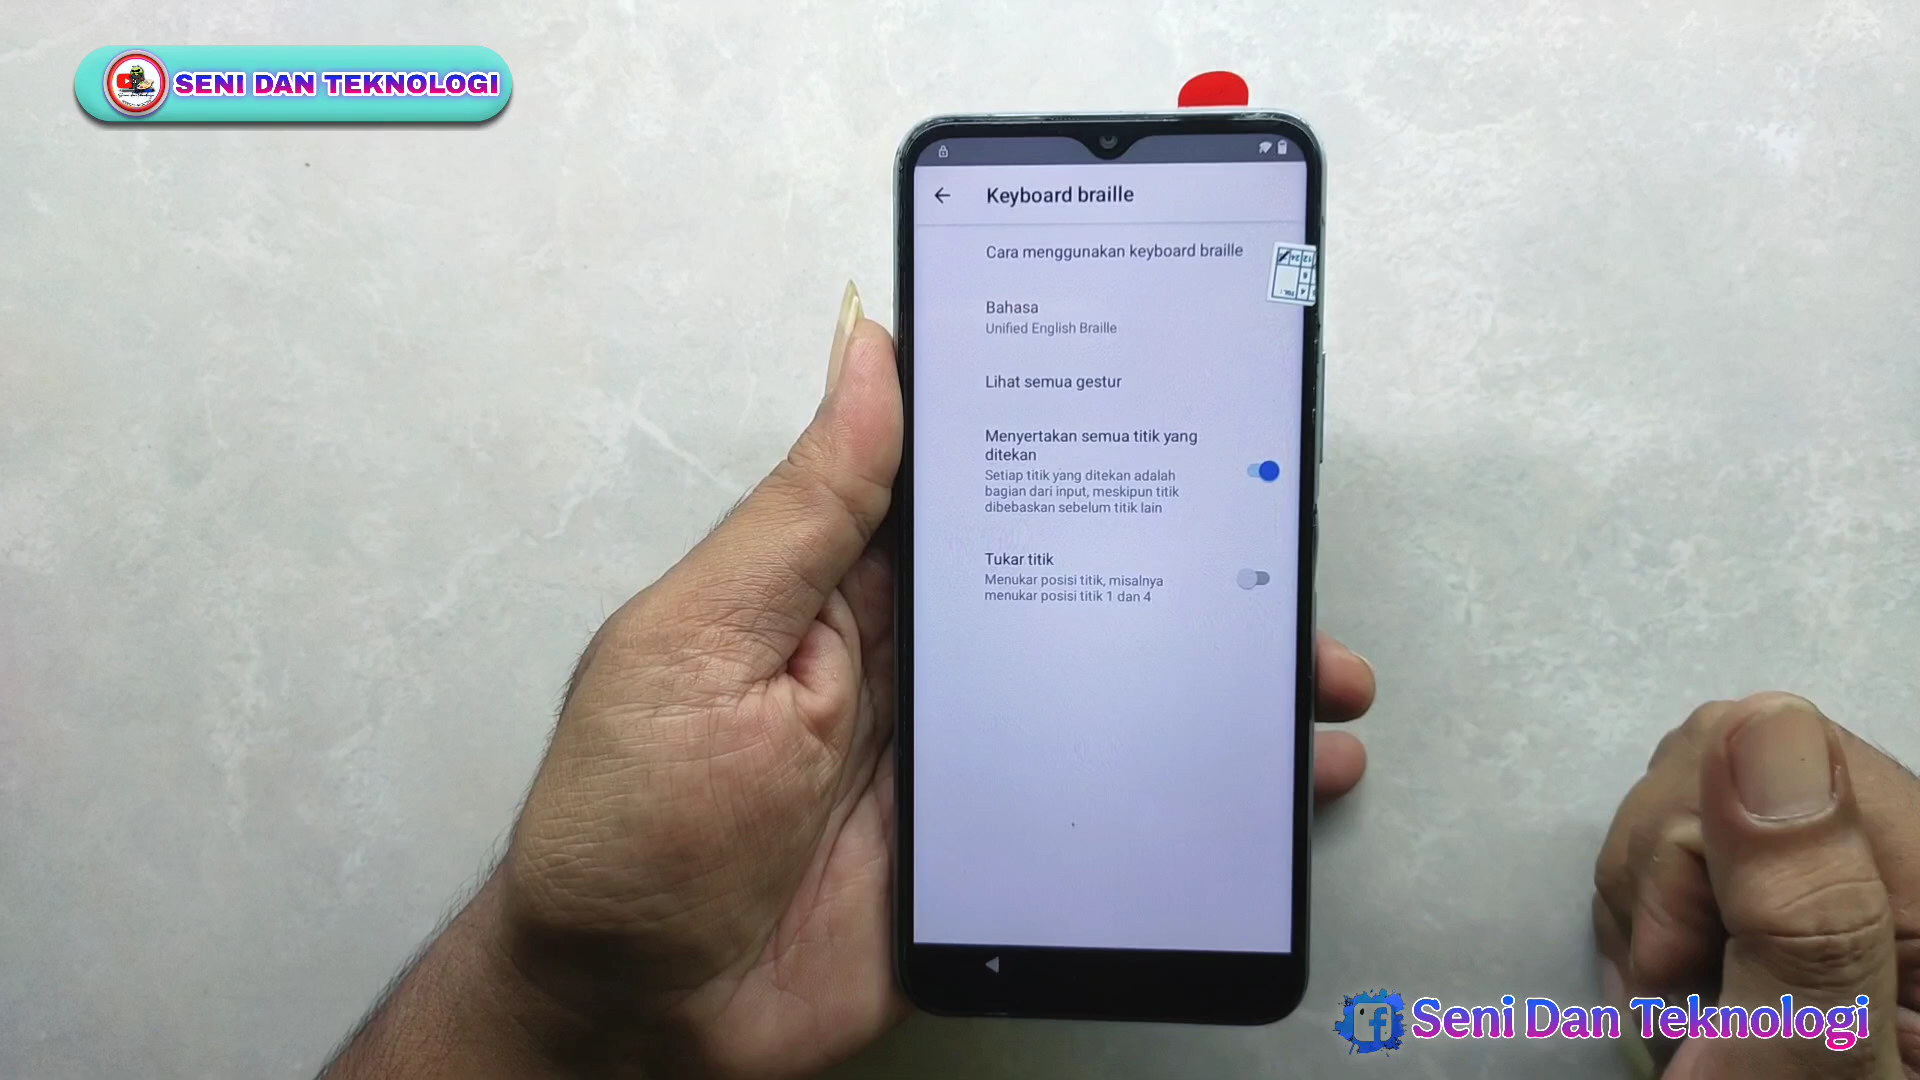 SENI DAN TEKNOLOGI
Keyboard braille
Cara menggunakan keyboard braille
Bahasa
Unified English Braille
Lihat semua gestur
Menyertakan semua titik yang
ditekan
Setiap titik yang ditekan adalah
bagian dari input, meskipun titik
dibebaskan sebelum titik lain
Tukar titik
Menukar posisi titik, misalnya
menukar posisi titik 1 dan 4
Seni Dan Teknologi